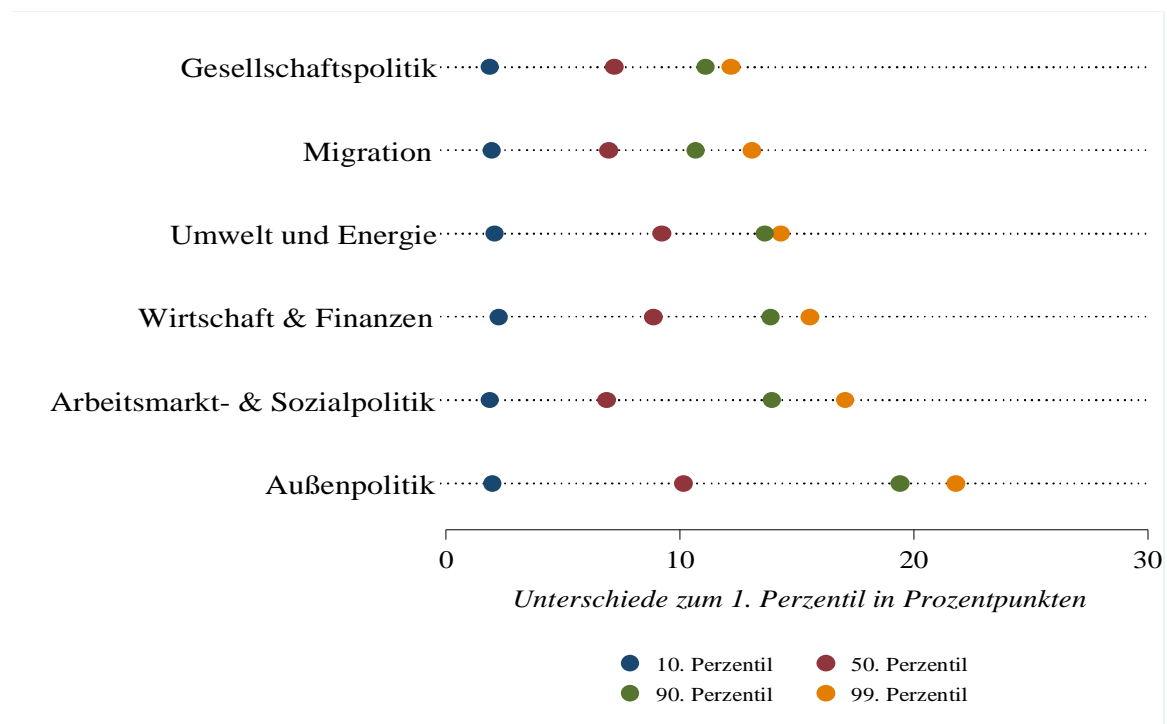 Gesellschaftspolitik
Migration
Umwelt und Energie
Wirtschaft & Finanzen
Arbeitsmarkt- & Sozialpolitik
Außenpolitik
0 10 20 30
Unterschiede zum 1. Perzentil in Prozentpunkten
10. Perzentil 50. Perzentil
90. Perzentil 99. Perzentil